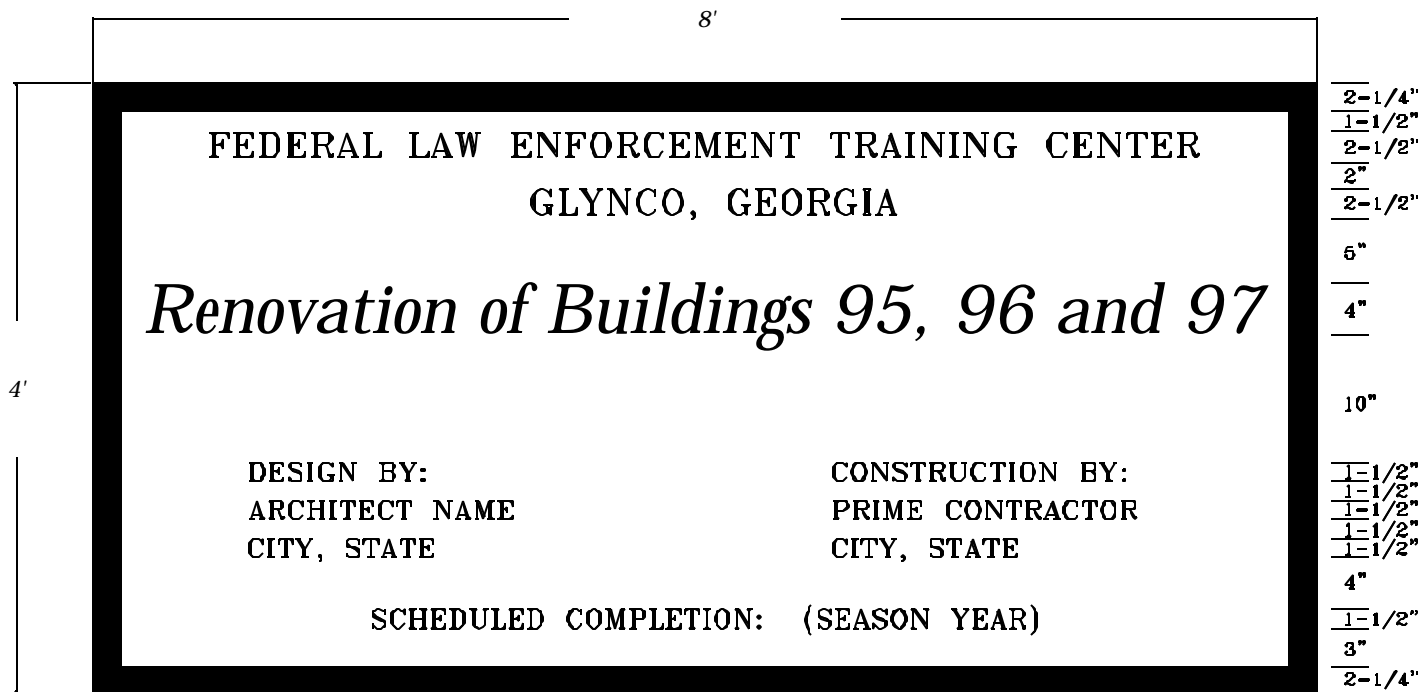 8'
2-1/4"
1-1/2"
FEDERAL LAW ENFORCEMENT TRAINING CENTER
2-1/2"
2"
GLYNCO, GEORGIA
2-1/2"
5"
Renovation of Buildings 95, 96 and 97
4"
4'
10"
DESIGN BY:
CONSTRUCTION BY:
1-1/2"
1-1/2"
ARCHITECT NAME
PRIME CONTRACTOR
1-1/2"
1-1/2"
CITY, STATE
CITY, STATE
1-1/2"
4"
SCHEDULED COMPLETION: (SEASON YEAR)
1-1/2"
3"
2-1/4"